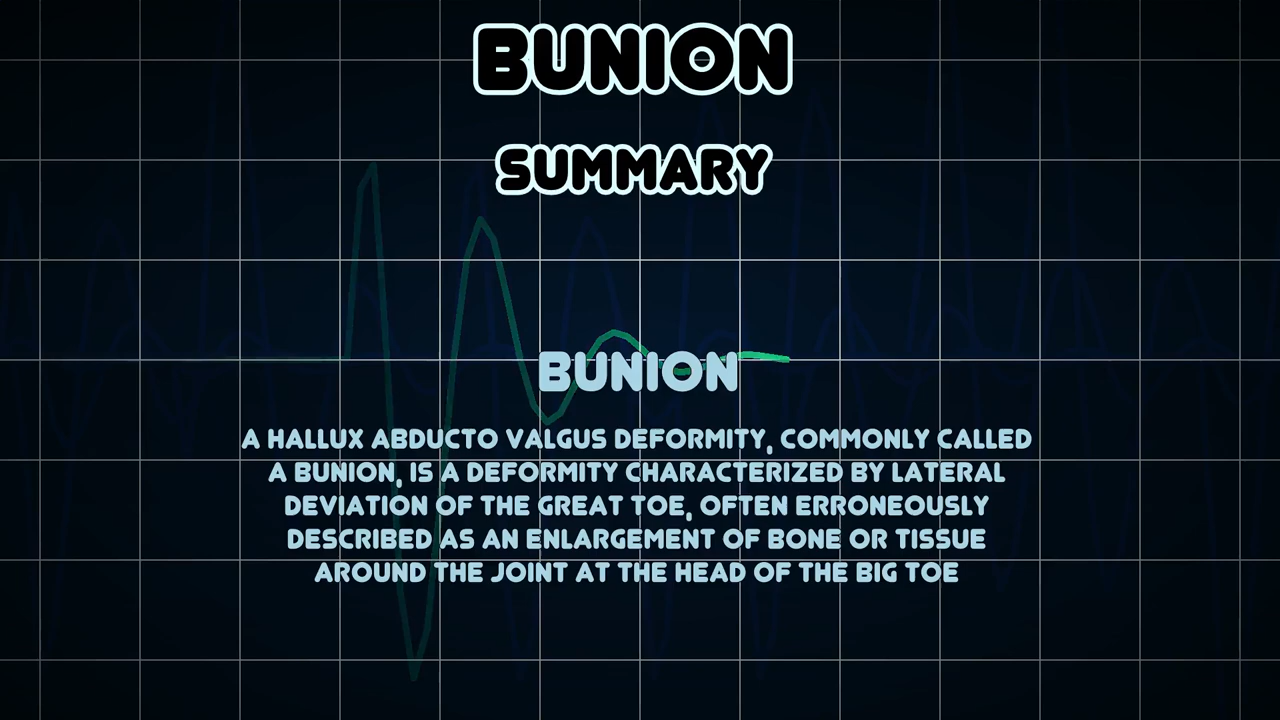 BUNION
SUMMARY
BUNION
A HALLUX ABDUCTO VALGUS DEFORMITY, COMMONLY CALLED
A BUNION, IS A DEFORMITY CHARACTERIZED BY LATERAL
DEVIATION OF THE GREAT TOE, OFTEN ERRONEOUSLY
DESCRIBED AS AN ENLARGEMENT OF BONE OR TISSUE
AROUND THE JOINT AT THE HEAD OF THE BIG TOE